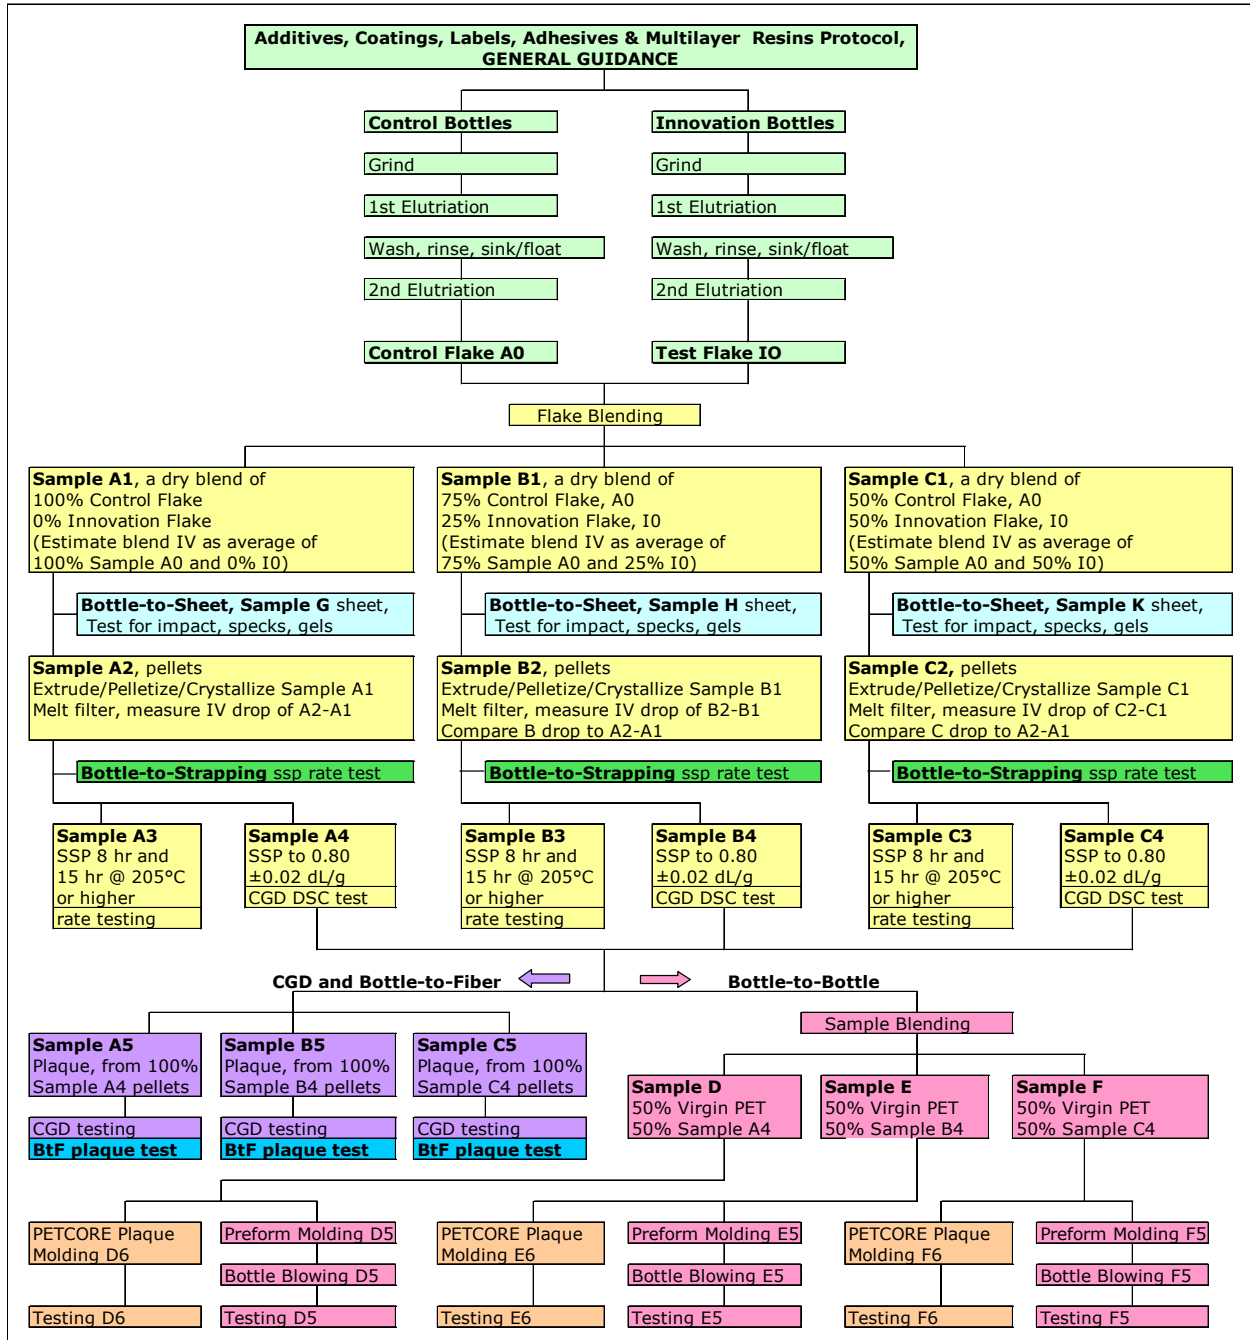 Additives, Coatings, Labels, Adhesives & Multilayer  Resins Protocol,
GENERAL GUIDANCE
Control Bottles
Innovation Bottles
Grind
Grind
1st Elutriation
1st Elutriation
Wash, rinse, sink/float
Wash, rinse, sink/float
2nd Elutriation
2nd Elutriation
Control Flake A0
Test Flake IO
Flake Blending
Sample A1, a dry blend of
100% Control Flake
0% Innovation Flake
(Estimate blend IV as average of
100% Sample A0 and 0% I0)
Sample B1, a dry blend of
75% Control Flake, A0
25% Innovation Flake, I0
(Estimate blend IV as average of
75% Sample A0 and 25% I0)
Sample C1, a dry blend of
50% Control Flake, A0
50% Innovation Flake, I0
(Estimate blend IV as average of
50% Sample A0 and 50% I0)
Bottle-to-Sheet, Sample G sheet,
Test for impact, specks, gels
Bottle-to-Sheet, Sample H sheet,
Test for impact, specks, gels
Bottle-to-Sheet, Sample K sheet,
Test for impact, specks, gels
Sample A2, pellets
Extrude/Pelletize/Crystallize Sample A1
Melt filter, measure IV drop of A2-A1
Sample B2, pellets
Extrude/Pelletize/Crystallize Sample B1
Melt filter, measure IV drop of B2-B1
Compare B drop to A2-A1
Sample C2, pellets
Extrude/Pelletize/Crystallize Sample C1
Melt filter, measure IV drop of C2-C1
Compare C drop to A2-A1
Bottle-to-Strapping ssp rate test
Bottle-to-Strapping ssp rate test
Bottle-to-Strapping ssp rate test
Sample A3
SSP 8 hr and
15 hr @ 205°C
or higher
rate testing
Sample A4
SSP to 0.80
±0.02 dL/g
CGD DSC test
Sample B3
SSP 8 hr and
15 hr @ 205°C
or higher
rate testing
Sample B4
SSP to 0.80
±0.02 dL/g
CGD DSC test
Sample C3
SSP 8 hr and
15 hr @ 205°C
or higher
rate testing
Sample C4
SSP to 0.80
±0.02 dL/g
CGD DSC test
CGD and Bottle-to-Fiber
Bottle-to-Bottle
Sample A5
Plaque, from 100%
Sample A4 pellets
CGD testing
BtF plaque test
Sample B5
Plaque, from 100%
Sample B4 pellets
CGD testing
BtF plaque test
Sample C5
Plaque, from 100%
Sample C4 pellets
CGD testing
BtF plaque test
Sample Blending
Sample D
50% Virgin PET
50% Sample A4
Sample E
50% Virgin PET
50% Sample B4
Sample F
50% Virgin PET
50% Sample C4
PETCORE Plaque
Molding D6
Testing D6
Preform Molding D5
Bottle Blowing D5
Testing D5
PETCORE Plaque
Molding E6
Testing E6
Preform Molding E5
Bottle Blowing E5
Testing E5
PETCORE Plaque
Molding F6
Testing F6
Preform Molding F5
Bottle Blowing F5
Testing F5